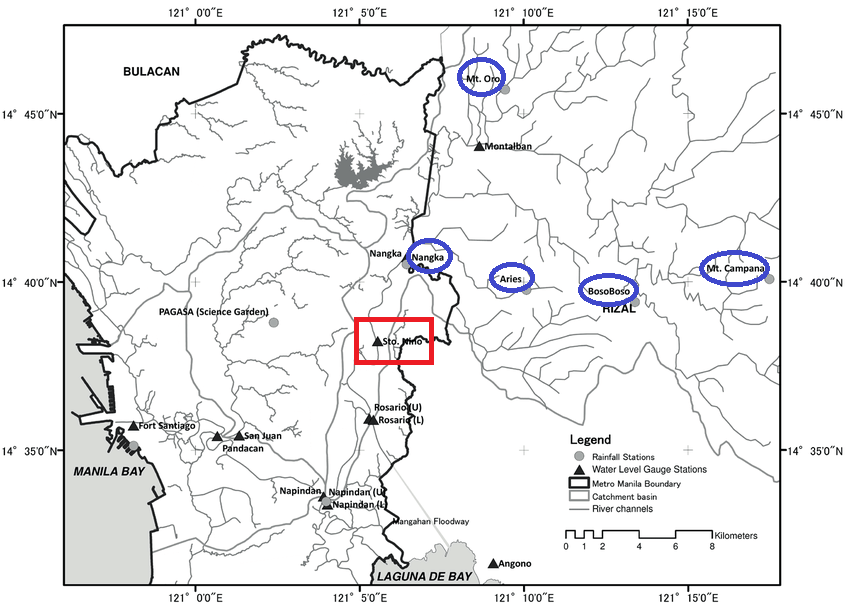 121° 0'0"E
121° 5'0"E
121° 10'0"E
121° 15'0"E
BULACAN
Mt. Oro
14° 45'0"N
14° 45'0"N
Montalban
Nangka
Nangka
Mt. Campana
Aries
14° 40'0"N
14° 40'0"N
BosoBoso
RIZAL
PAGASA (Science Garden)
Sto. Nino
Rosario (U)
Rosario (L)
Fort Santiago
San Juan
Pandacan
14° 35'0"N
14° 35'0"N
MANILA BAY
Legend
Rainfall Stations
Water Level Gauge Stations
Metro Manila Boundary
Catchment basin
River channels
Napindan
Napindan (U
Napindan (L
Mangahan Floodway
Kilometers
0 1 2 4 6 8
Angono
LAGUNA DE BAY
121° 0'0"E
121° 5'0"E
121° 10'0"E
121° 15'0"E